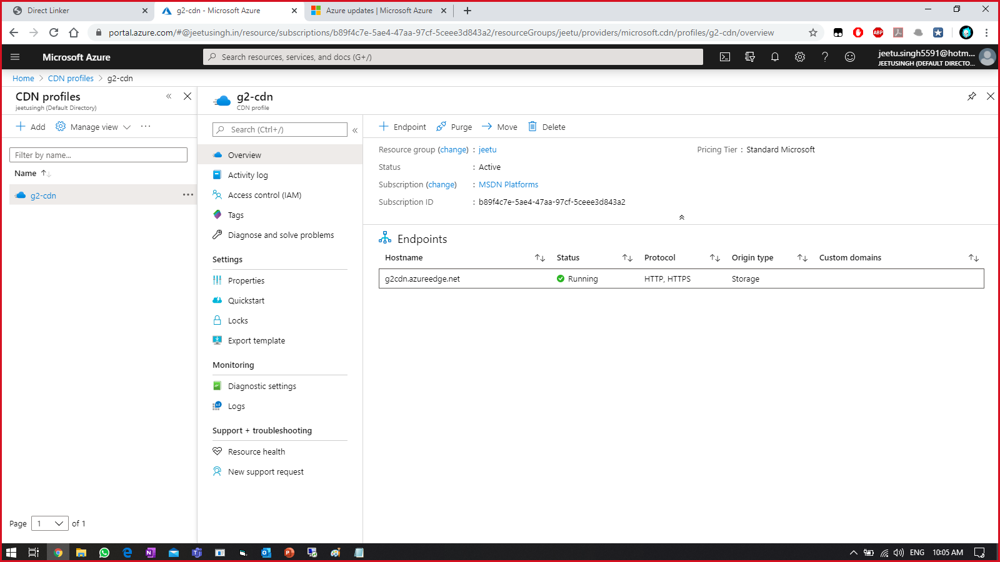 Direct Linker
g2-cdn - Microsoft Azure
Azure updates | Microsoft Azure
portal.azure.com/#@jeetusingh.in/resource/subscriptions/b89f4c7e-5ae4-47aa-97cf-5ceee3d843a2/resourceGroups/jeetu/providers/microsoft.cdn/profiles/g2-cdn/overview
ABP
Microsoft Azure
Search resources, services, and docs (G+/)
jeetu.singh5591@hotm...
JEETUSINGH (DEFAULT DIRECTO...
Home > CDN profiles > g2-cdn
CDN profiles
jeetusingh (Default Directory)
Add
Manage view
Filter by name...
Name
g2-cdn
Page 1 of 1
g2-cdn
CDN profile
Search (Ctrl+/)
Overview
Activity log
Access control (IAM)
Tags
Diagnose and solve problems
Settings
Properties
Quickstart
Locks
Export template
Monitoring
Diagnostic settings
Logs
Support + troubleshooting
Resource health
New support request
Endpoint
Purge
Move
Delete
Resource group (change) : jeetu
Status : Active
Subscription (change) : MSDN Platforms
Subscription ID : b89f4c7e-5ae4-47aa-97cf-5ceee3d843a2
Pricing Tier : Standard Microsoft
Endpoints
Hostname Status Protocol Origin type Custom domains
g2cdn.azureedge.net Running HTTP, HTTPS Storage
ENG 10:05 AM